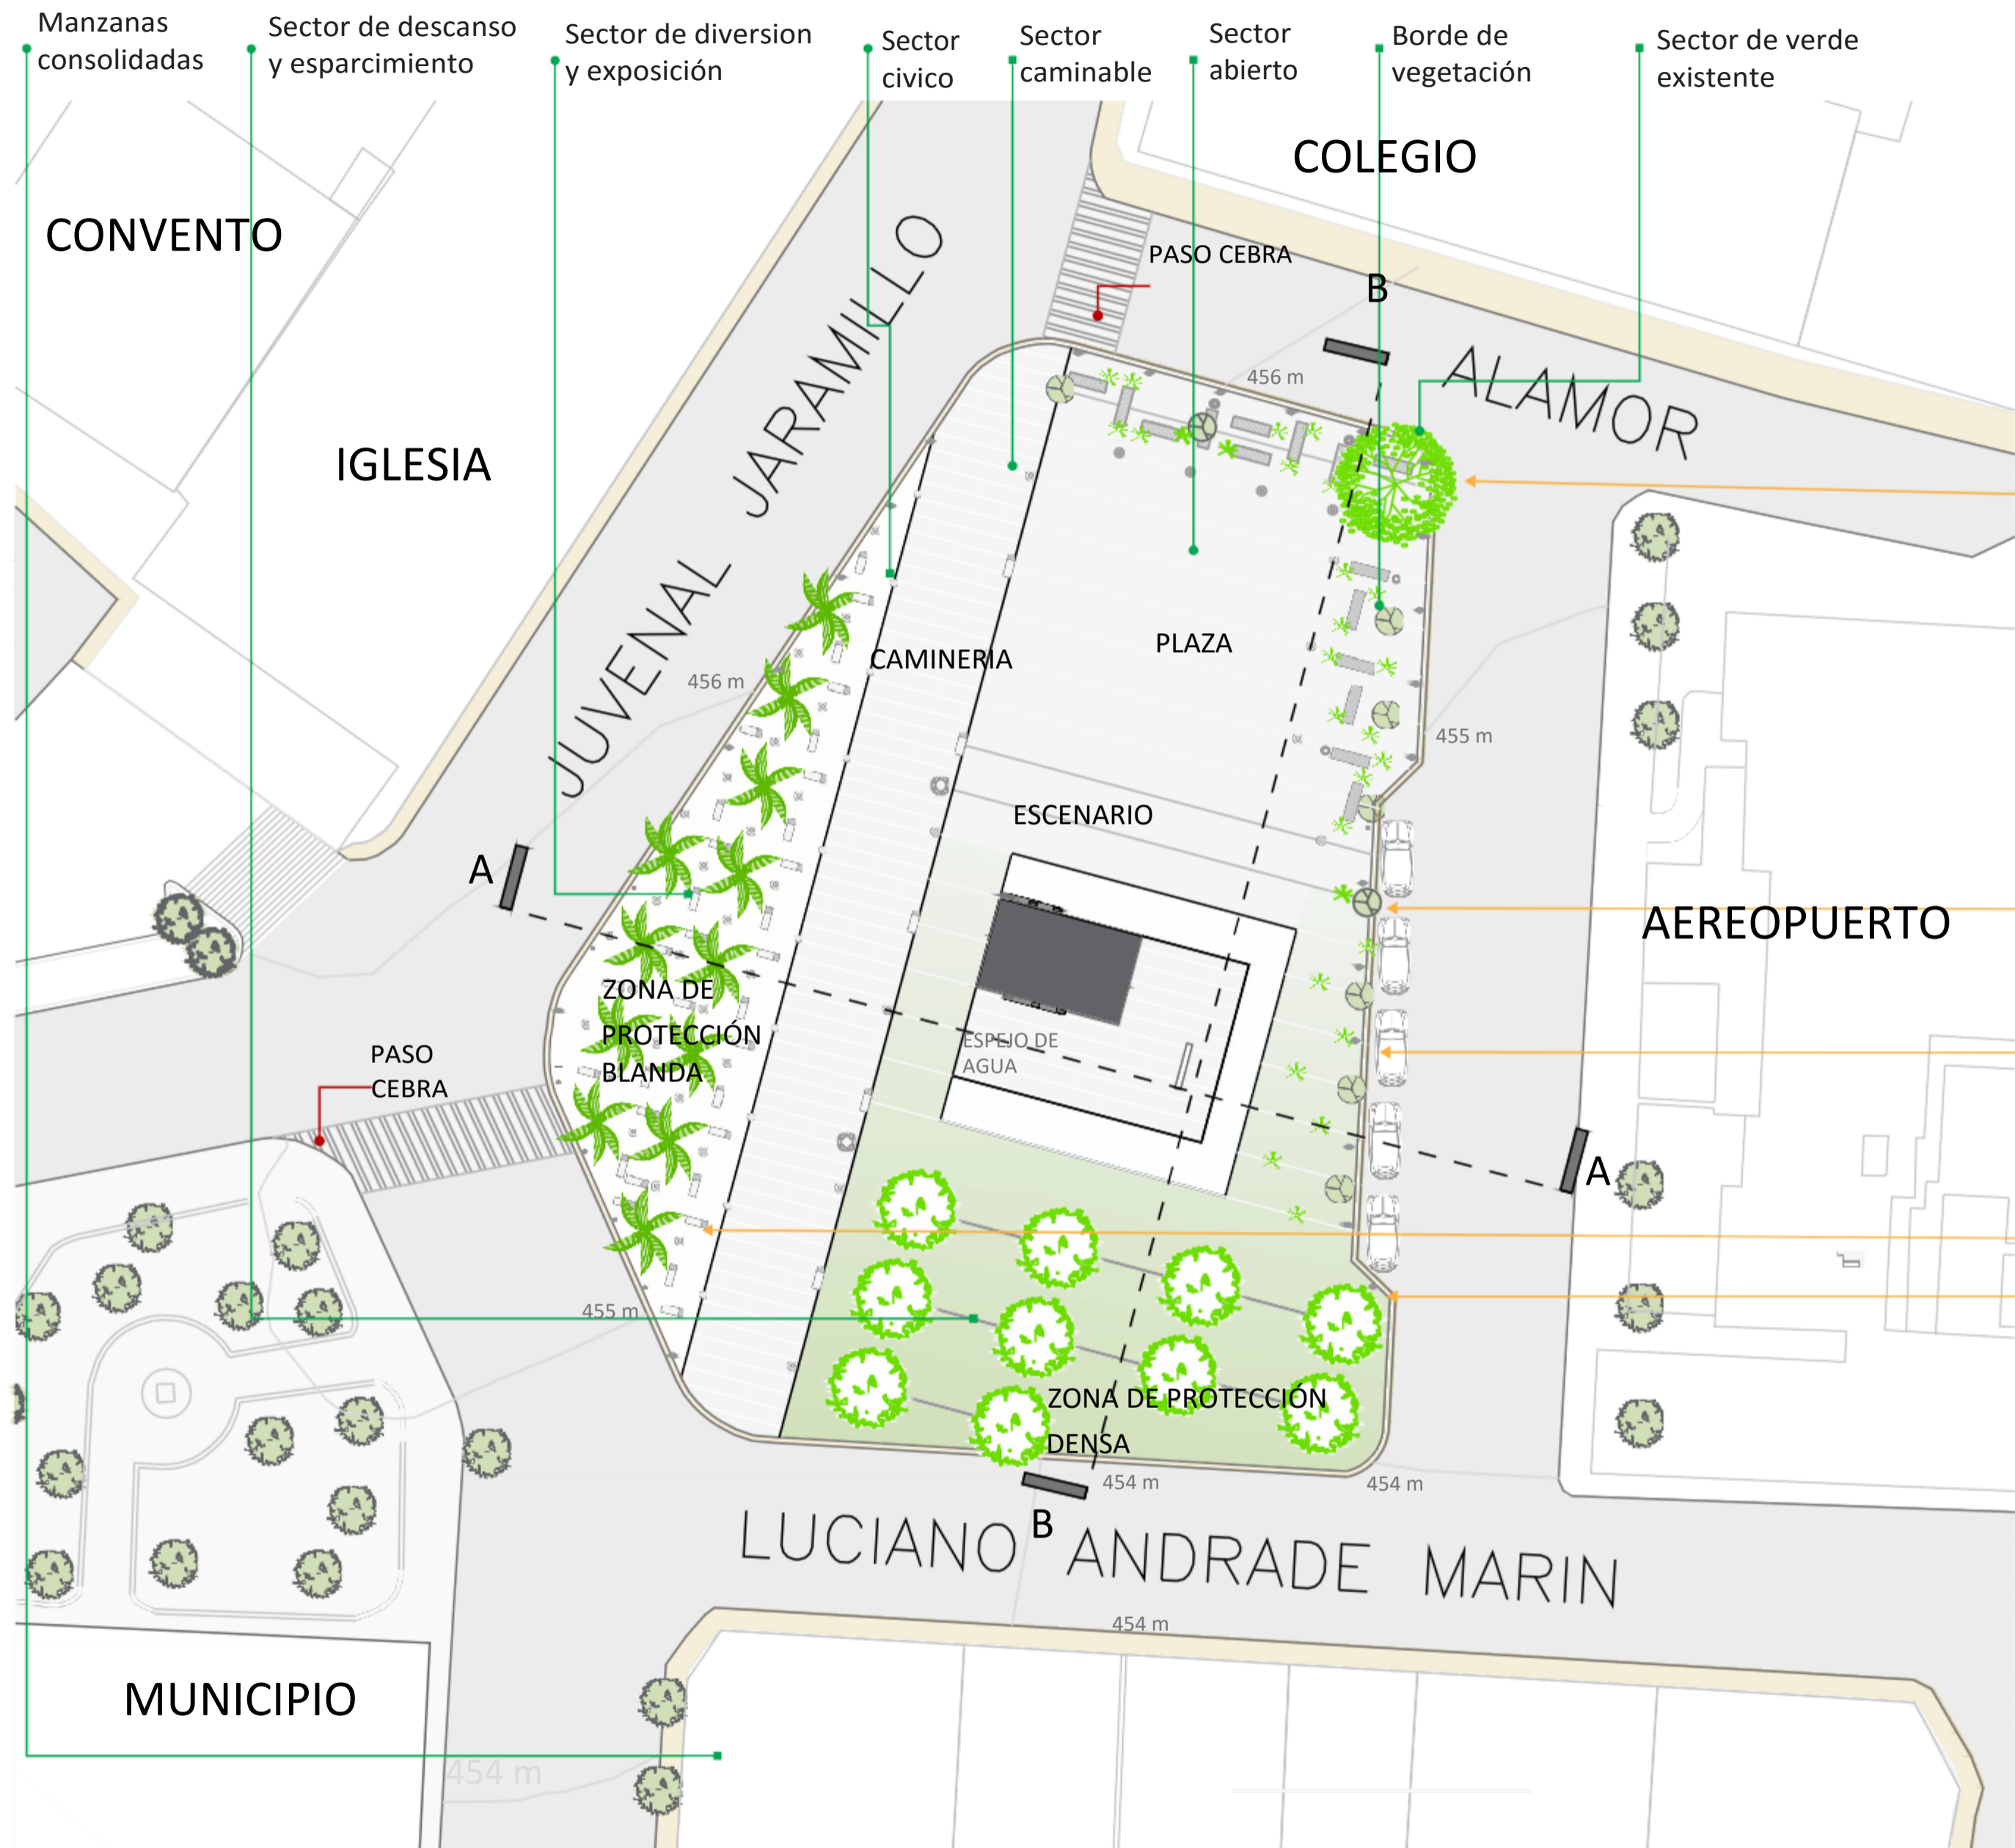 Manzanas
consolidadas
Sector de descanso
y esparcimiento
Sector de diversion
y exposición
Sector
civico
Sector
caminable
Sector
abierto
Borde de
vegetación
Sector de verde
existente
COLEGIO
CONVENTO
PASO CEBRA
B
JUVENAL JARAMILLO
456 m
ALAMOR
IGLESIA
PLAZA
CAMINERIA
456 m
455 m
ESCENARIO
A
AEREOPUERTO
ZONA DE
PROTECCIÓN
BLANDA
ESPEJO DE
AGUA
PASO
CEBRA
A
455 m
ZONA DE PROTECCIÓN
DENSA
454 m
454 m
B
LUCIANO ANDRADE MARIN
454 m
MUNICIPIO
454 m